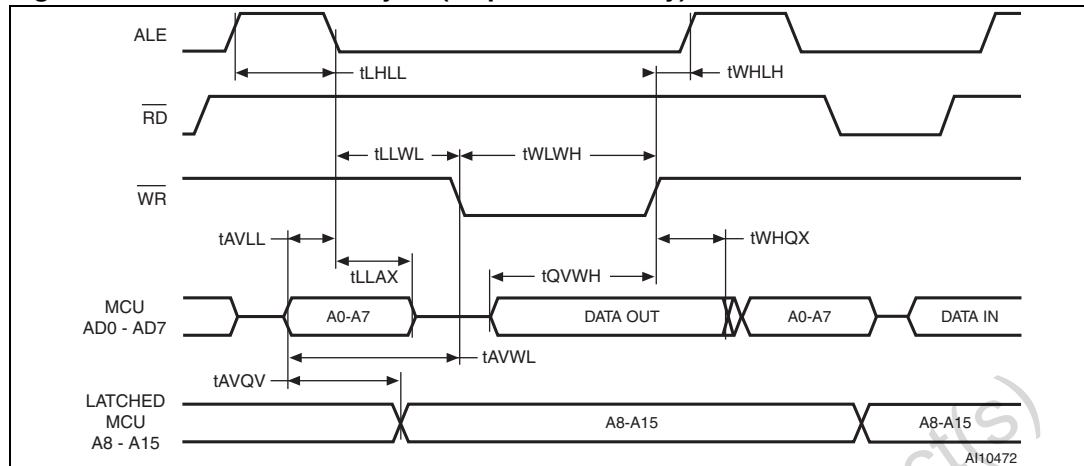 ALE
tLHLL
tWHLH
RD
tLLWL
tWLWH
WR
tAVLL
tWHQX
tLLAX
tQVWH
MCU
AD0 - AD7
A0-A7
DATA OUT
A0-A7
DATA IN
tAVWL
tAVQV
LATCHED
MCU
A8 - A15
A8-A15
A8-A15
AI10472